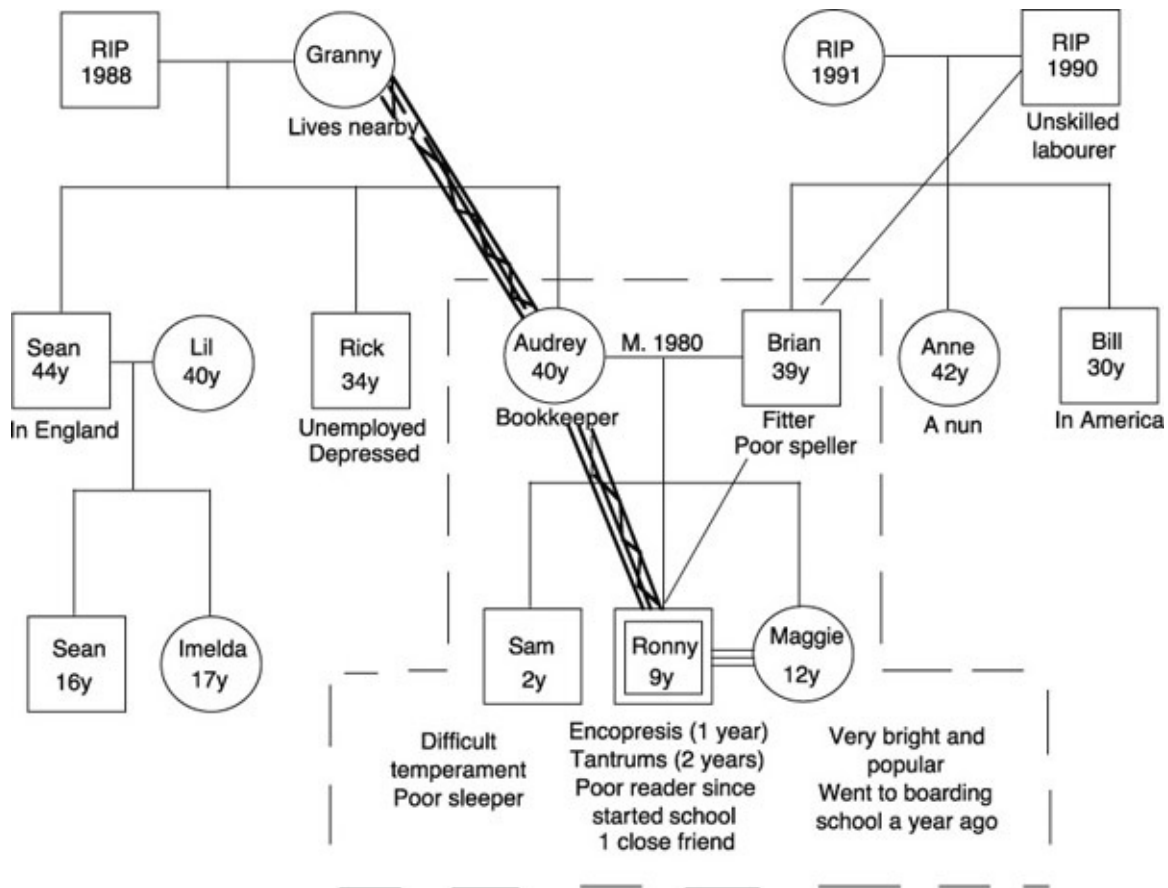 RIP
1988
Granny
Lives nearby
RIP
1991
RIP
1990
Unskilled
labourer
Sean
44y
In England
Lil
40y
Rick
34y
Unemployed
Depressed
Audrey
40y
Bookkeeper
M. 1980
Brian
39y
Fitter
Poor speller
Anne
42y
A nun
Bill
30y
In America
Sean
16y
Imelda
17y
Sam
2y
Difficult
temperament
Poor sleeper
Ronny
9y
Encopresis (1 year)
Tantrums (2 years)
Poor reader since
started school
1 close friend
Maggie
12y
Very bright and
popular
Went to boarding
school a year ago